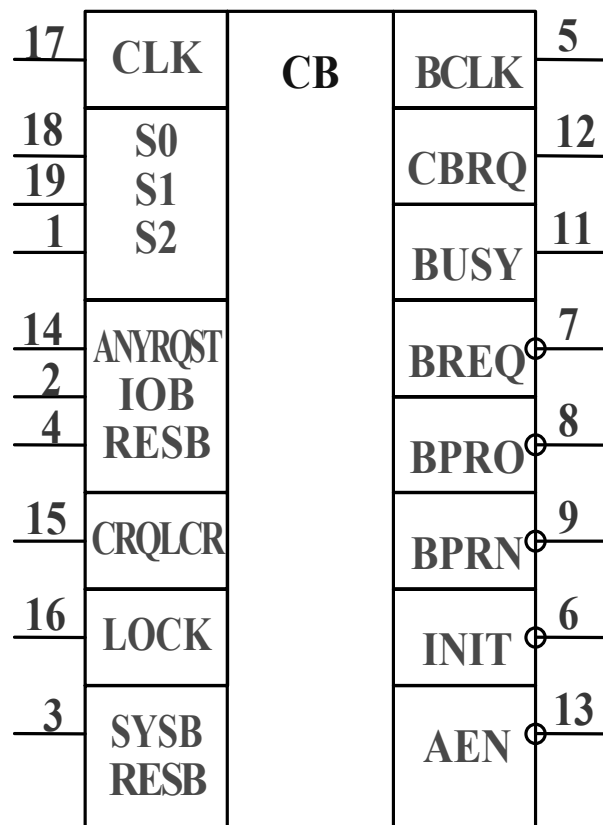 17 CLK CB BCLK 5
18 S0 CBRQ 12
19 S1
1 S2 BUSY 11
14 ANYRQST BREQ 7
2 IOB
4 RESB BPRO 8
15 CRQLCR BPRN 9
16 LOCK INIT 6
3 SYSB AEN 13
RESB